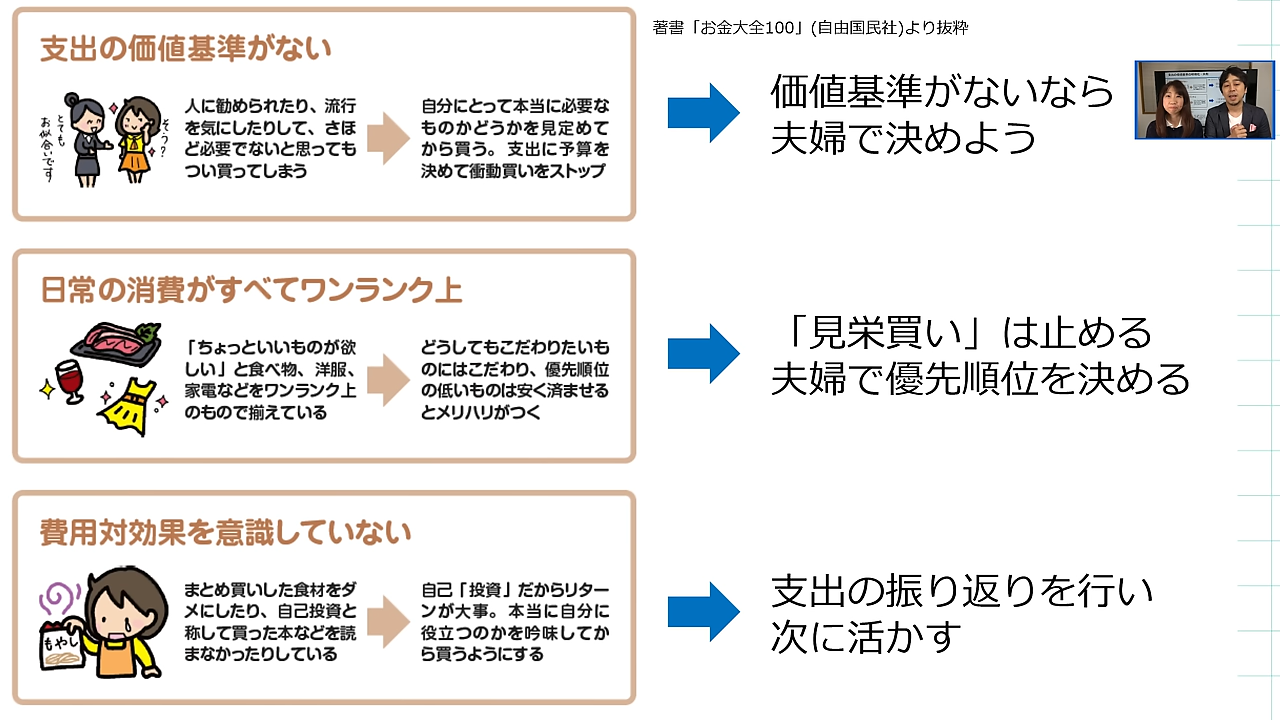 著書「お金大全100」(自由国民社)より抜粋
支出の価値基準がない
とても
お似合いです
そう?
人に勧められたり、流行
を気にしたりして、さほ
ど必要でないと思っても
つい買ってしまう
自分にとって本当に必要な
ものかどうかを見定めて
から買う。支出に予算を
決めて衝動買いをストップ
価値基準がないなら
夫婦で決めよう
日常の消費がすべてワンランク上
「ちょっといいものが欲
しい」と食べ物、洋服、
家電などをワンランク上
のもので揃えている
どうしてもこだわりたいも
のにはこだわり、優先順位
の低いものは安く済ませる
とメリハリがつく
「見栄買い」は止める
夫婦で優先順位を決める
費用対効果を意識していない
もやし
まとめ買いした食材をダ
メにしたり、自己投資と
称して買った本などを読
まなかったりしている
自己「投資」だからリター
ンが大事。本当に自分に
役立つのかを吟味してか
ら買うようにする
支出の振り返りを行い
次に活かす